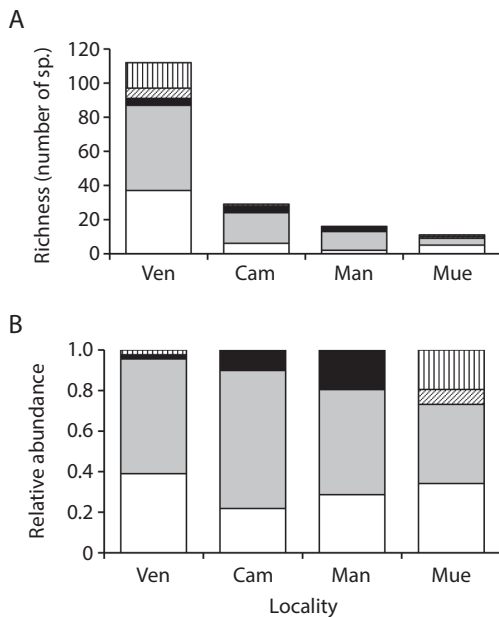 A
Richness (number of sp.)
120
100
80
60
40
20
0
Ven Cam Man Mue
B
Relative abundance
1.0
0.8
0.6
0.4
0.2
0
Ven Cam Man Mue
Locality